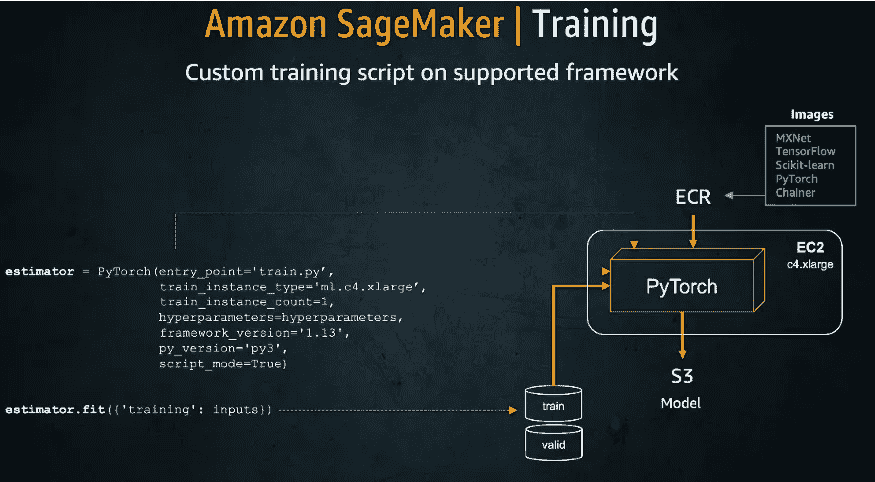 Amazon SageMaker | Training
Custom training script on supported framework
Images
MXNet
TensorFlow
Scikit-learn
PyTorch
Chainer
ECR
EC2
c4.xlarge
PyTorch
S3
Model
estimator = PyTorch(entry_point='train.py',
train_instance_type='ml.c4.xlarge',
train_instance_count=1,
hyperparameters=hyperparameters,
framework_version='1.13',
py_version='py3',
script_mode=True)
estimator.fit({'training': inputs})
train
valid